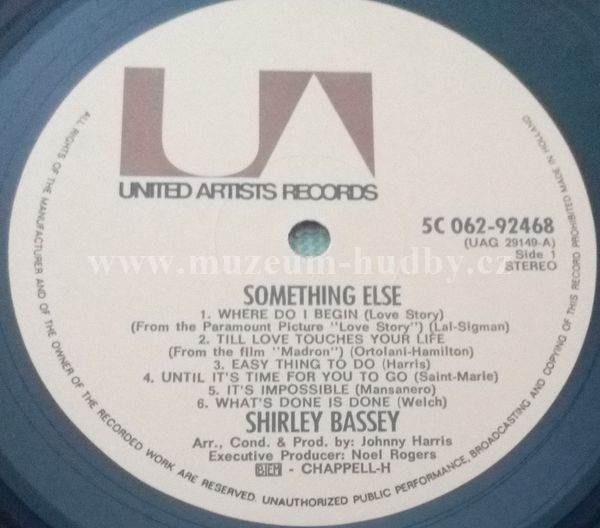 UA
UNITED ARTISTS RECORDS
5C 062-92468
(UAG 29149-A)
Side 1
STEREO
www.muzeum-hudby.cz
SOMETHING ELSE
1. WHERE DO I BEGIN (Love Story)
(From the Paramount Picture "Love Story") (Lal-Sigman)
2. TILL LOVE TOUCHES YOUR LIFE
(From the film "Madron") (Ortolani-Hamilton)
3. EASY THING TO DO (Harris)
4. UNTIL IT'S TIME FOR YOU TO GO (Saint-Marie)
5. IT'S IMPOSSIBLE (Mansanero)
6. WHAT'S DONE IS DONE (Welch)
SHIRLEY BASSEY
Arr., Cond. & Prod. by: Johnny Harris
Executive Producer: Noel Rogers
BIEM - CHAPPELL-H
ALL RIGHTS OF THE MANUFACTURER AND OF THE OWNER OF THE RECORDED WORK ARE RESERVED. UNAUTHORIZED PUBLIC PERFORMANCE, BROADCASTING AND COPYING OF THIS RECORD PROHIBITED MADE IN HOLLAND